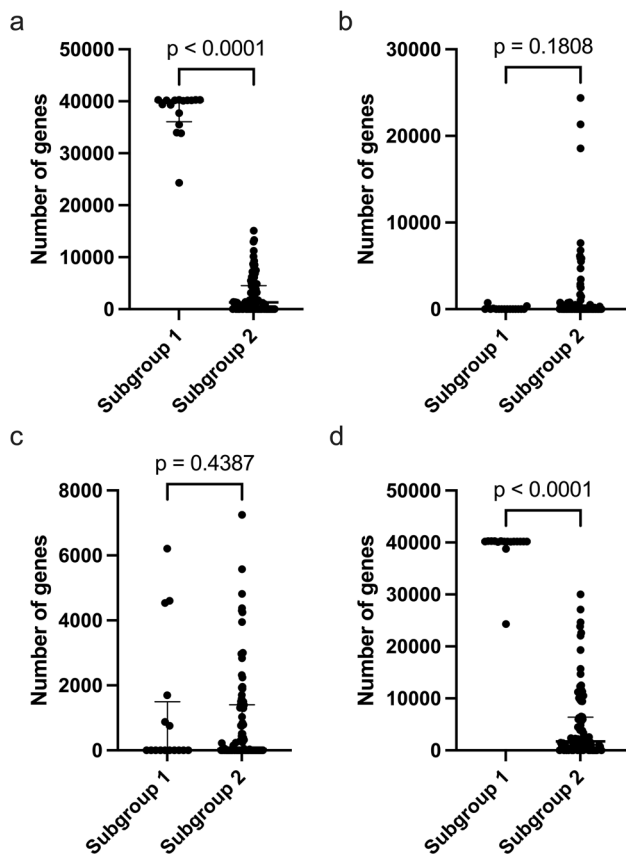 a
p < 0.0001
Number of genes
50000
40000
30000
20000
10000
0
Subgroup 1
Subgroup 2
b
p = 0.1808
Number of genes
30000
20000
10000
0
Subgroup 1
Subgroup 2
c
p = 0.4387
Number of genes
8000
6000
4000
2000
0
Subgroup 1
Subgroup 2
d
p < 0.0001
Number of genes
50000
40000
30000
20000
10000
0
Subgroup 1
Subgroup 2